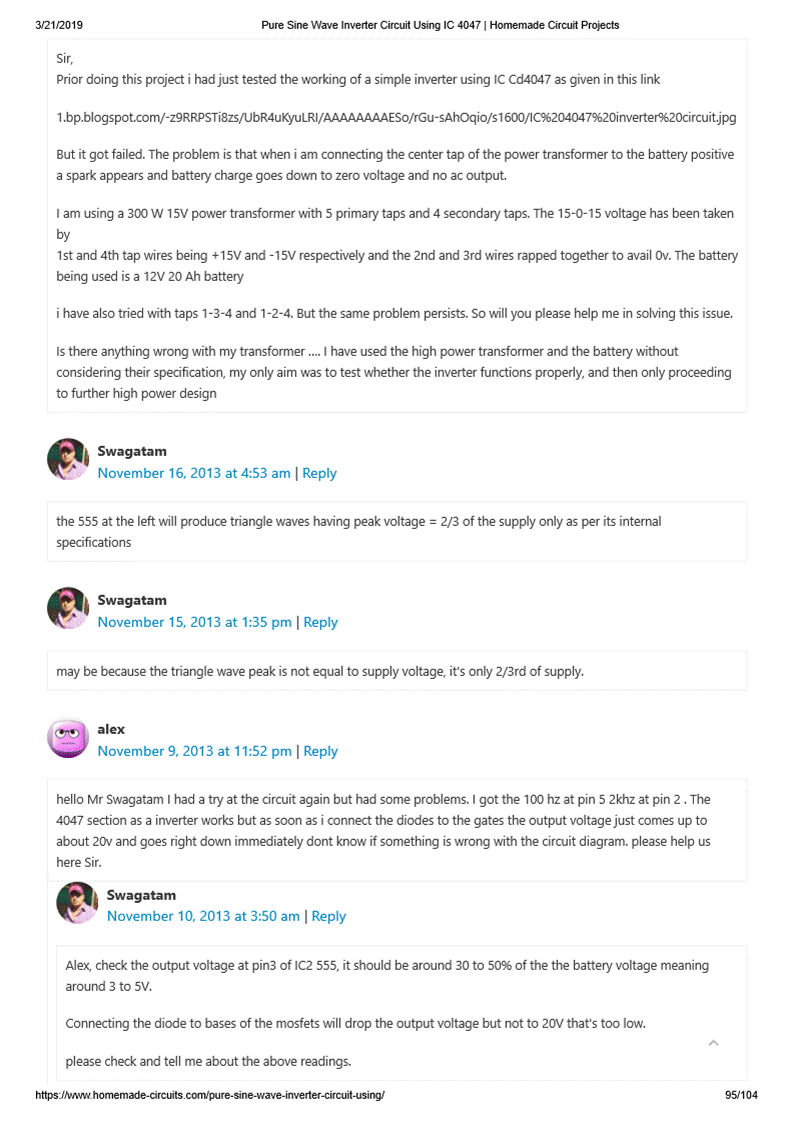 3/21/2019
Pure Sine Wave Inverter Circuit Using IC 4047 | Homemade Circuit Projects
Sir,
Prior doing this project i had just tested the working of a simple inverter using IC Cd4047 as given in this link
1.bp.blogspot.com/-z9RRPSTi8zs/UbR4uKyuLRI/AAAAAAAAESo/rGu-sAhOqio/s1600/IC%204047%20inverter%20circuit.jpg
But it got failed. The problem is that when i am connecting the center tap of the power transformer to the battery positive
a spark appears and battery charge goes down to zero voltage and no ac output.
I am using a 300 W 15V power transformer with 5 primary taps and 4 secondary taps. The 15-0-15 voltage has been taken
by
1st and 4th tap wires being +15V and -15V respectively and the 2nd and 3rd wires rapped together to avail 0v. The battery
being used is a 12V 20 Ah battery
i have also tried with taps 1-3-4 and 1-2-4. But the same problem persists. So will you please help me in solving this issue.
Is there anything wrong with my transformer .... I have used the high power transformer and the battery without
considering their specification, my only aim was to test whether the inverter functions properly, and then only proceeding
to further high power design
Swagatam
November 16, 2013 at 4:53 am | Reply
the 555 at the left will produce triangle waves having peak voltage = 2/3 of the supply only as per its internal
specifications
Swagatam
November 15, 2013 at 1:35 pm | Reply
may be because the triangle wave peak is not equal to supply voltage, it's only 2/3rd of supply.
alex
November 9, 2013 at 11:52 pm | Reply
hello Mr Swagatam I had a try at the circuit again but had some problems. I got the 100 hz at pin 5 2khz at pin 2 . The
4047 section as a inverter works but as soon as i connect the diodes to the gates the output voltage just comes up to
about 20v and goes right down immediately dont know if something is wrong with the circuit diagram. please help us
here Sir.
Swagatam
November 10, 2013 at 3:50 am | Reply
Alex, check the output voltage at pin3 of IC2 555, it should be around 30 to 50% of the the battery voltage meaning
around 3 to 5V.
Connecting the diode to bases of the mosfets will drop the output voltage but not to 20V that's too low.
please check and tell me about the above readings.
https://www.homemade-circuits.com/pure-sine-wave-inverter-circuit-using/
95/104